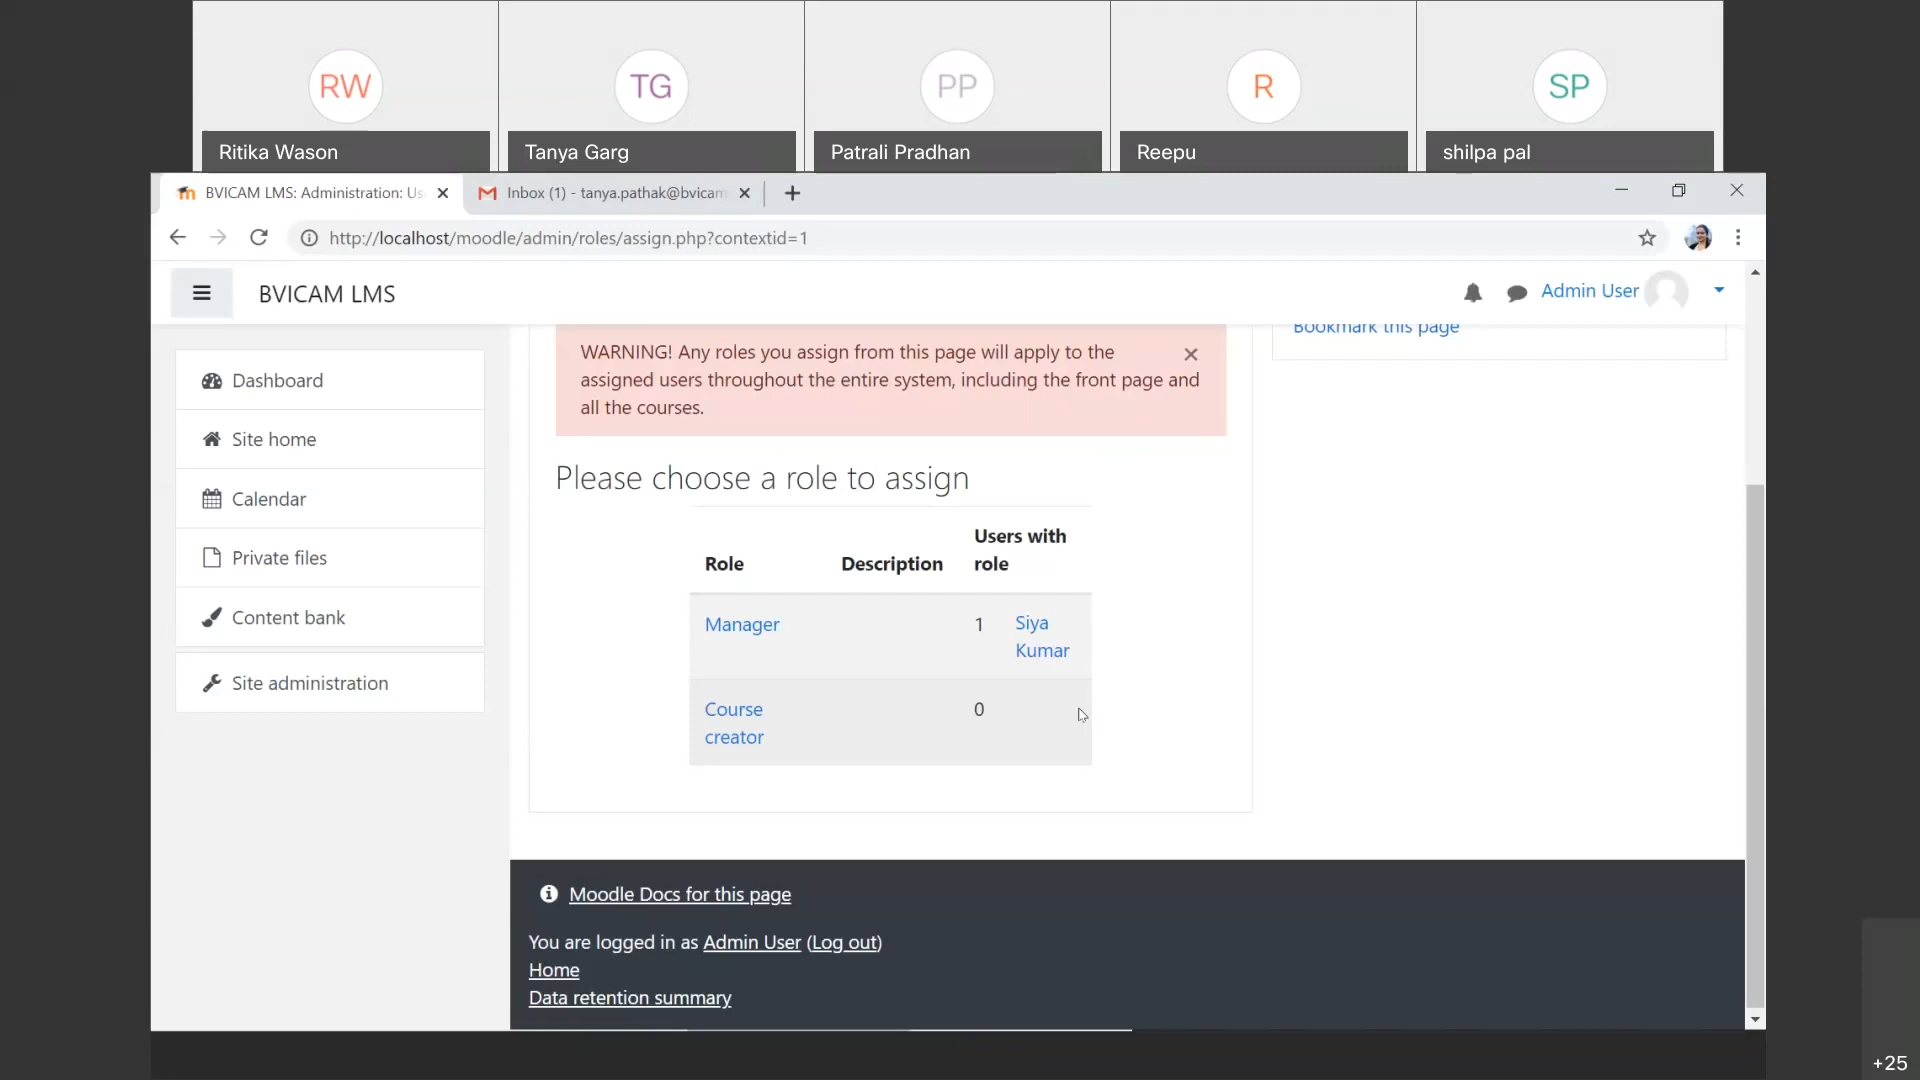 RW
TG
PP
R
SP
Ritika Wason
Tanya Garg
Patrali Pradhan
Reepu
shilpa pal
BVICAM LMS: Administration: Us
Inbox (1) - tanya.pathak@bvicam
http://localhost/moodle/admin/roles/assign.php?contextid=1
BVICAM LMS
Admin User
Dashboard
Site home
Calendar
Private files
Content bank
Site administration
WARNING! Any roles you assign from this page will apply to the
assigned users throughout the entire system, including the front page and
all the courses.
Bookmark this page
Please choose a role to assign
Role
Description
Users with
role
Manager
1
Siya
Kumar
Course
creator
0
Moodle Docs for this page
You are logged in as Admin User (Log out)
Home
Data retention summary
+25